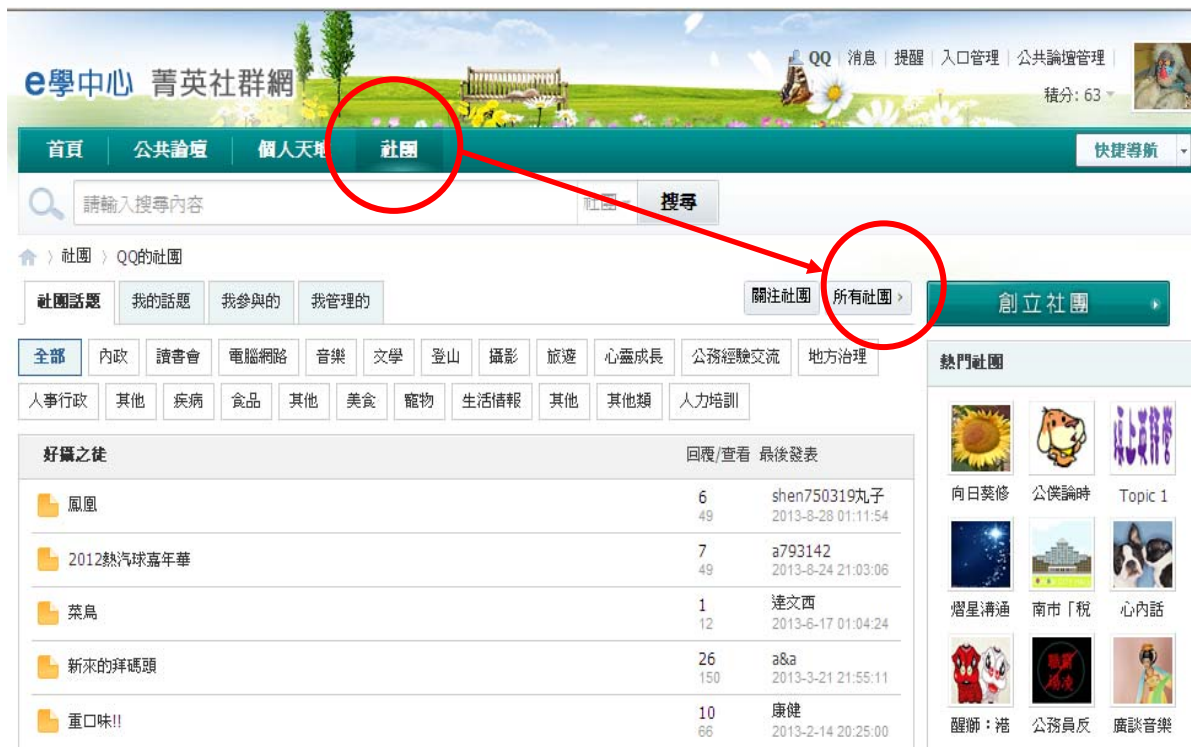 QQ 消息 提醒 入口管理 公共論壇管理
e學中心 菁英社群網
積分: 63
首頁 公共論壇 個人天地 社團 快捷導航
請輸入搜尋內容 社團 搜尋
社團 〉 QQ的社團
社團話題 我的話題 我參與的 我管理的 關注社團 所有社團 › 創立社團
全部 內政 讀書會 電腦網路 音樂 文學 登山 攝影 旅遊 心靈成長 公務經驗交流 地方治理
熱門社團
人事行政 其他 疾病 食品 其他 美食 寵物 生活情報 其他 其他類 人力培訓
好攝之徒 回覆/查看 最後發表
鳳凰 6 shen750319丸子
49 2013-8-28 01:11:54
向日葵修 公僕論時 Topic 1
2012熱汽球嘉年華 7 a793142
49 2013-8-24 21:03:06
菜鳥 1 達文西
12 2013-6-17 01:04:24
熠星溝通 南市「稅 心內話
新來的拜碼頭 26 a&a
150 2013-3-21 21:55:11
重口味!! 10 康健
66 2013-2-14 20:25:00
醒獅：港 公務員反 廣談音樂